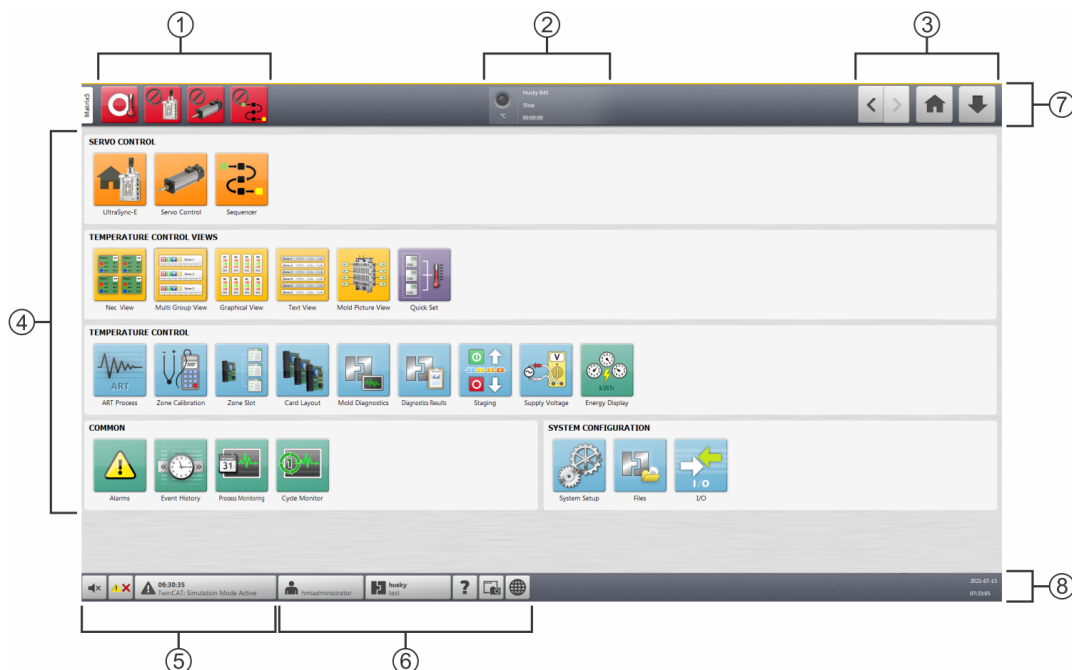 1
2
3
Matrix5
Husky IMS
Stop
°C
00:00:00
7
4
SERVO CONTROL
UltraSync-E
Servo Control
Sequencer
TEMPERATURE CONTROL VIEWS
Neo View
Multi Group View
Graphical View
Text View
Mold Picture View
Quick Set
TEMPERATURE CONTROL
ART
V
kWh
ART Process
Zone Calibration
Zone Slot
Card Layout
Mold Diagnostics
Diagnostics Results
Staging
Supply Voltage
Energy Display
COMMON
SYSTEM CONFIGURATION
31
1
I/O
Alarms
Event History
Process Monitoring
Cycle Monitor
System Setup
Files
I/O
06:30:35
TwinCAT; Simulation Mode Active
hmiadministrator
husky
test
?
2021-07-15
07:23:05
8
5
6